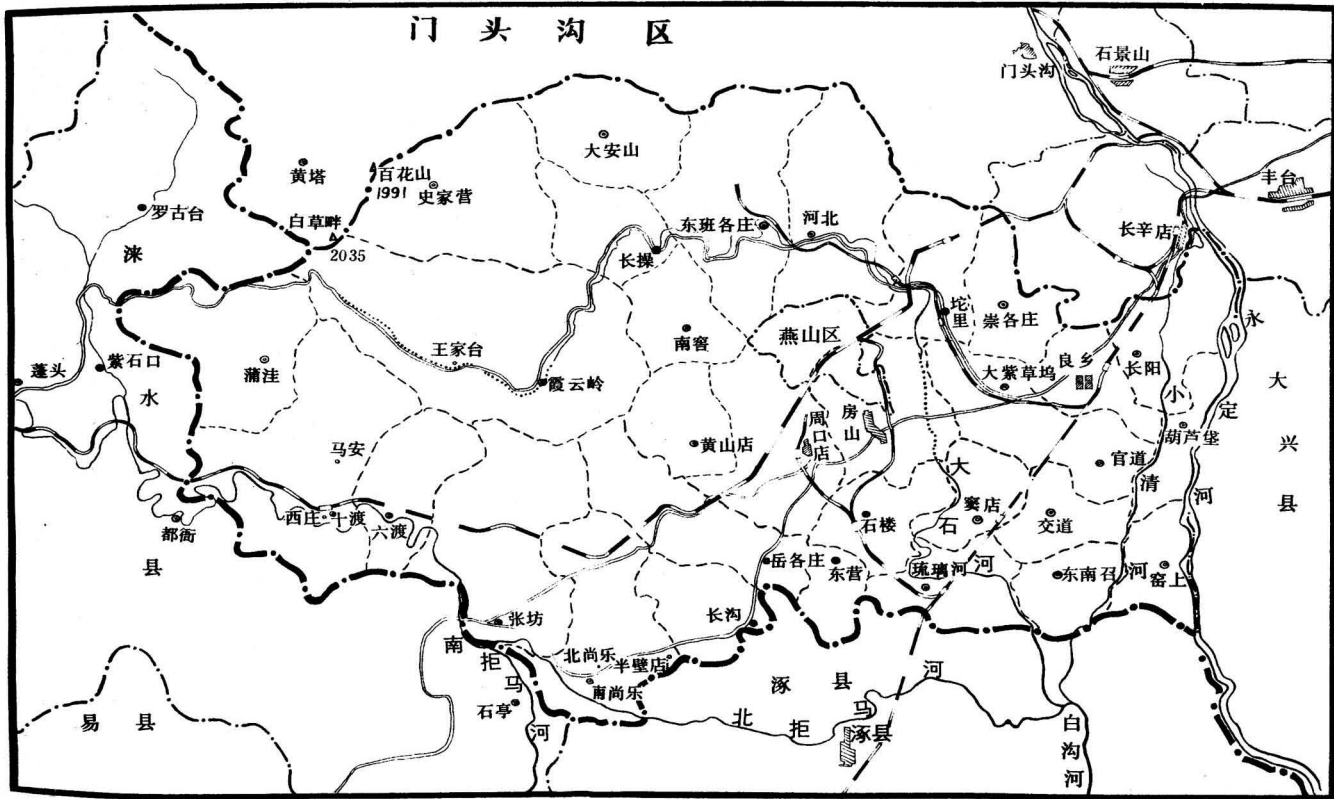 门头沟区
门头沟
石景山
大安山
黄塔
百花山
1991
史家营
丰台
罗古台
白草畔
2035
东班各庄
河北
长辛店
涞水县
长操
坨里
崇各庄
永定河
燕山区
南窖
王家台
良乡
蓬头
紫石口
蒲洼
霞云岭
大紫草坞
长阳
大兴县
小清河
房山
周口店
葫芦垡
黄山店
马安
官道
大石河
窦店
西庄
十渡
六渡
都衙
石楼
交道
岳各庄
东营
琉璃河
东南召
窑上
长沟
张坊
南拒马河
北尚乐
半壁店
南尚乐
涿县
石亭
北拒马河
涿县
易县
白沟河